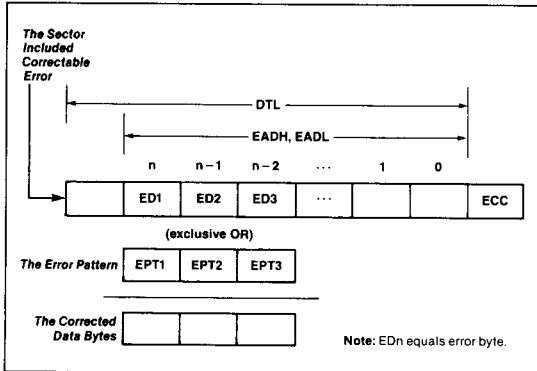 The Sector
Included
Correctable
Error
DTL
EADH, EADL
n n-1 n-2 ... 1 0
ED1 ED2 ED3 ... ECC
(exclusive OR)
The Error Pattern EPT1 EPT2 EPT3
The Corrected
Data Bytes
Note: EDn equals error byte.